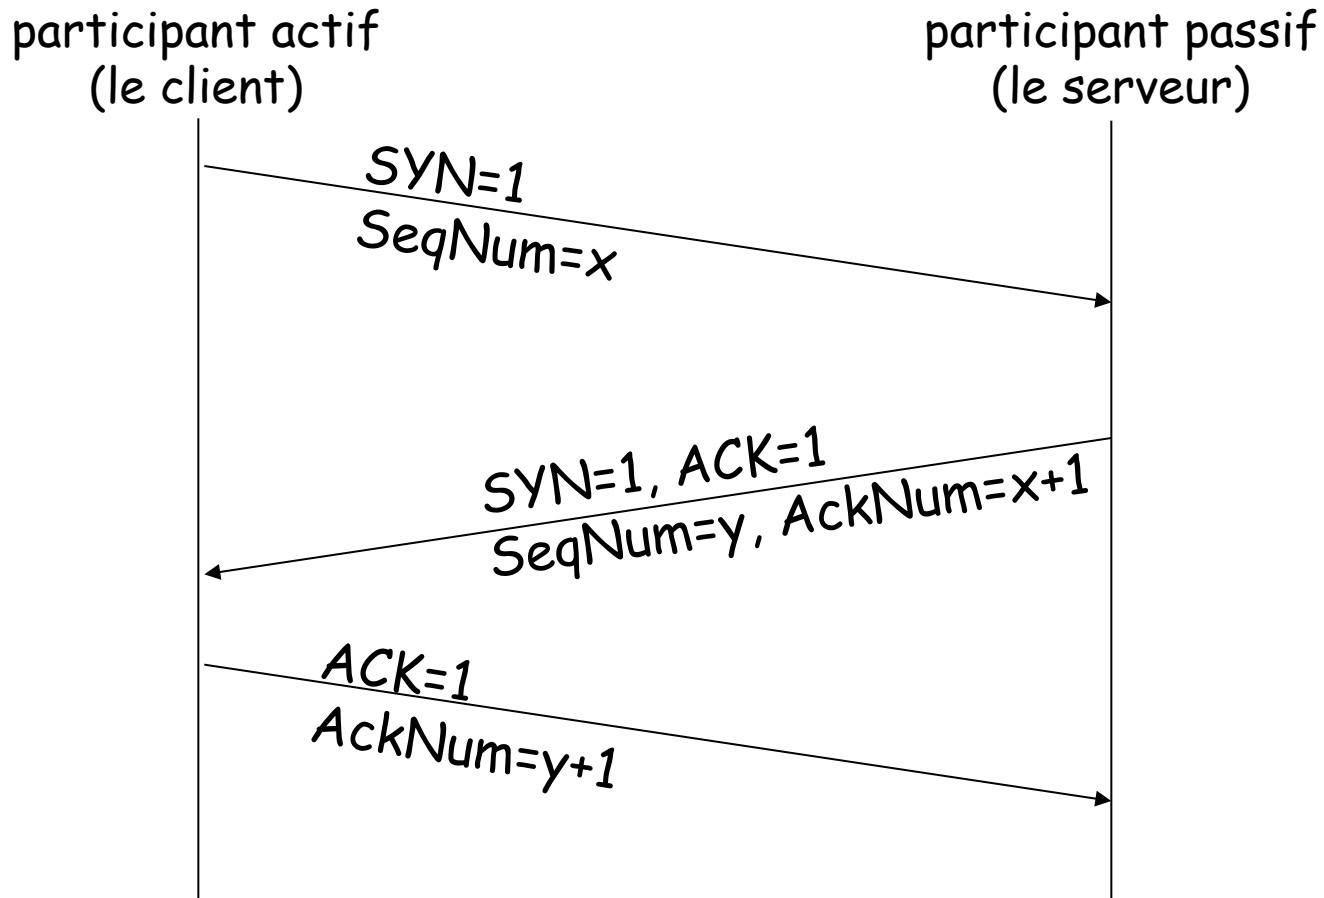 participant actif
(le client)
participant passif
(le serveur)
SYN=1
SeqNum=x
SYN=1, ACK=1
SeqNum=y, AckNum=x+1
ACK=1
AckNum=y+1